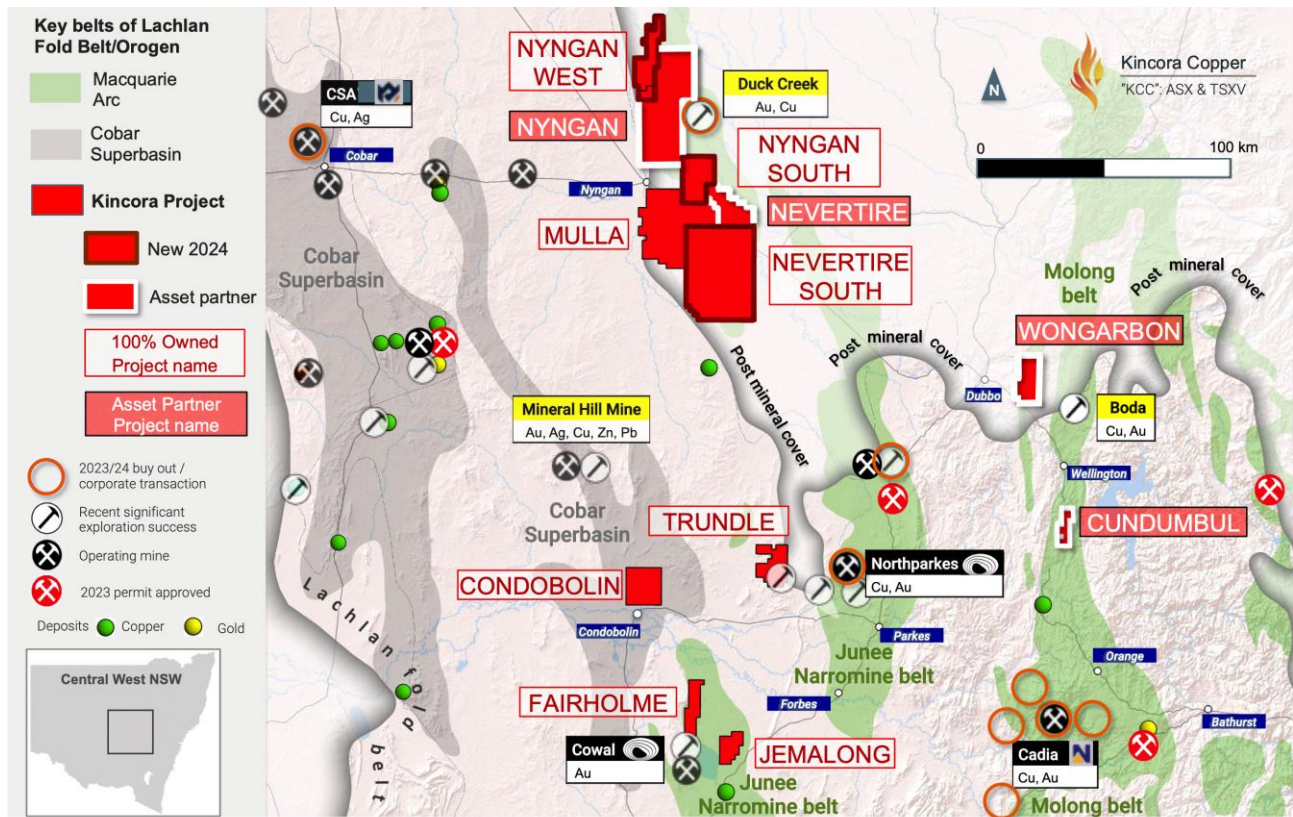 Key belts of Lachlan
Fold Belt/Orogen
Macquarie
Arc
Cobar
Superbasin
Kincora Project
New 2024
Asset partner
100% Owned
Project name
Asset Partner
Project name
2023/24 buy out /
corporate transaction
Recent significant
exploration success
Operating mine
2023 permit approved
Deposits
Copper
Gold
Central West NSW
NYNGAN
WEST
CSA
Cu, Ag
Cobar
NYNGAN
Duck Creek
Au, Cu
N
Kincora Copper
"KCC": ASX & TSXV
0
100 km
NYNGAN
SOUTH
Nyngan
NEVERTIRE
MULLA
NEVERTIRE
SOUTH
Cobar
Superbasin
Molong
belt
Post mineral cover
WONGARBON
Post mineral cover
Post mineral cover
Dubbo
Boda
Cu, Au
Mineral Hill Mine
Au, Ag, Cu, Zn, Pb
Wellington
Cobar
Superbasin
TRUNDLE
CUNDUMBUL
Northparkes
Cu, Au
CONDOBOLIN
Condobolin
Parkes
Lachlan fold belt
Junee
Narromine belt
Orange
FAIRHOLME
Forbes
Bathurst
Cowal
Au
JEMALONG
Cadia
N
Cu, Au
Junee
Narromine belt
Molong belt